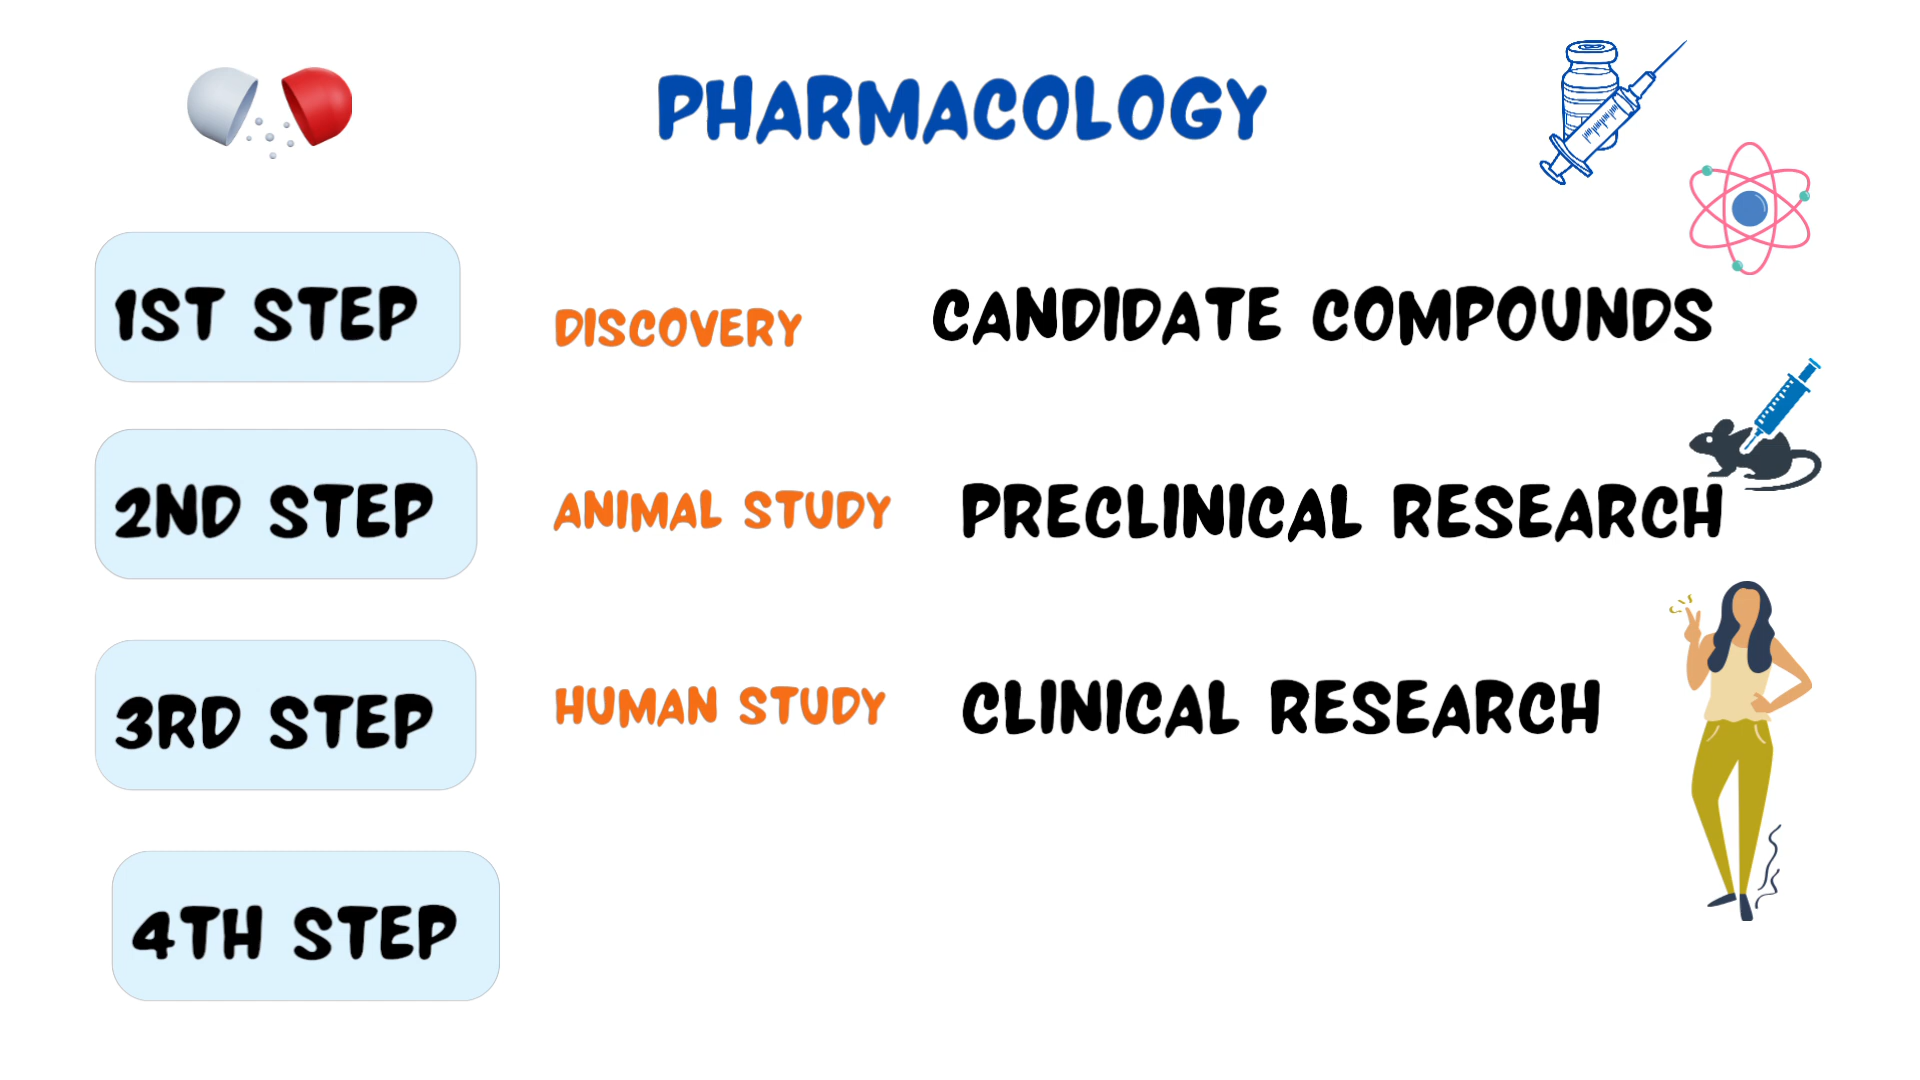 PHARMACOLOGY
1ST STEP DISCOVERY CANDIDATE COMPOUNDS
2ND STEP ANIMAL STUDY PRECLINICAL RESEARCH
3RD STEP HUMAN STUDY CLINICAL RESEARCH
4TH STEP